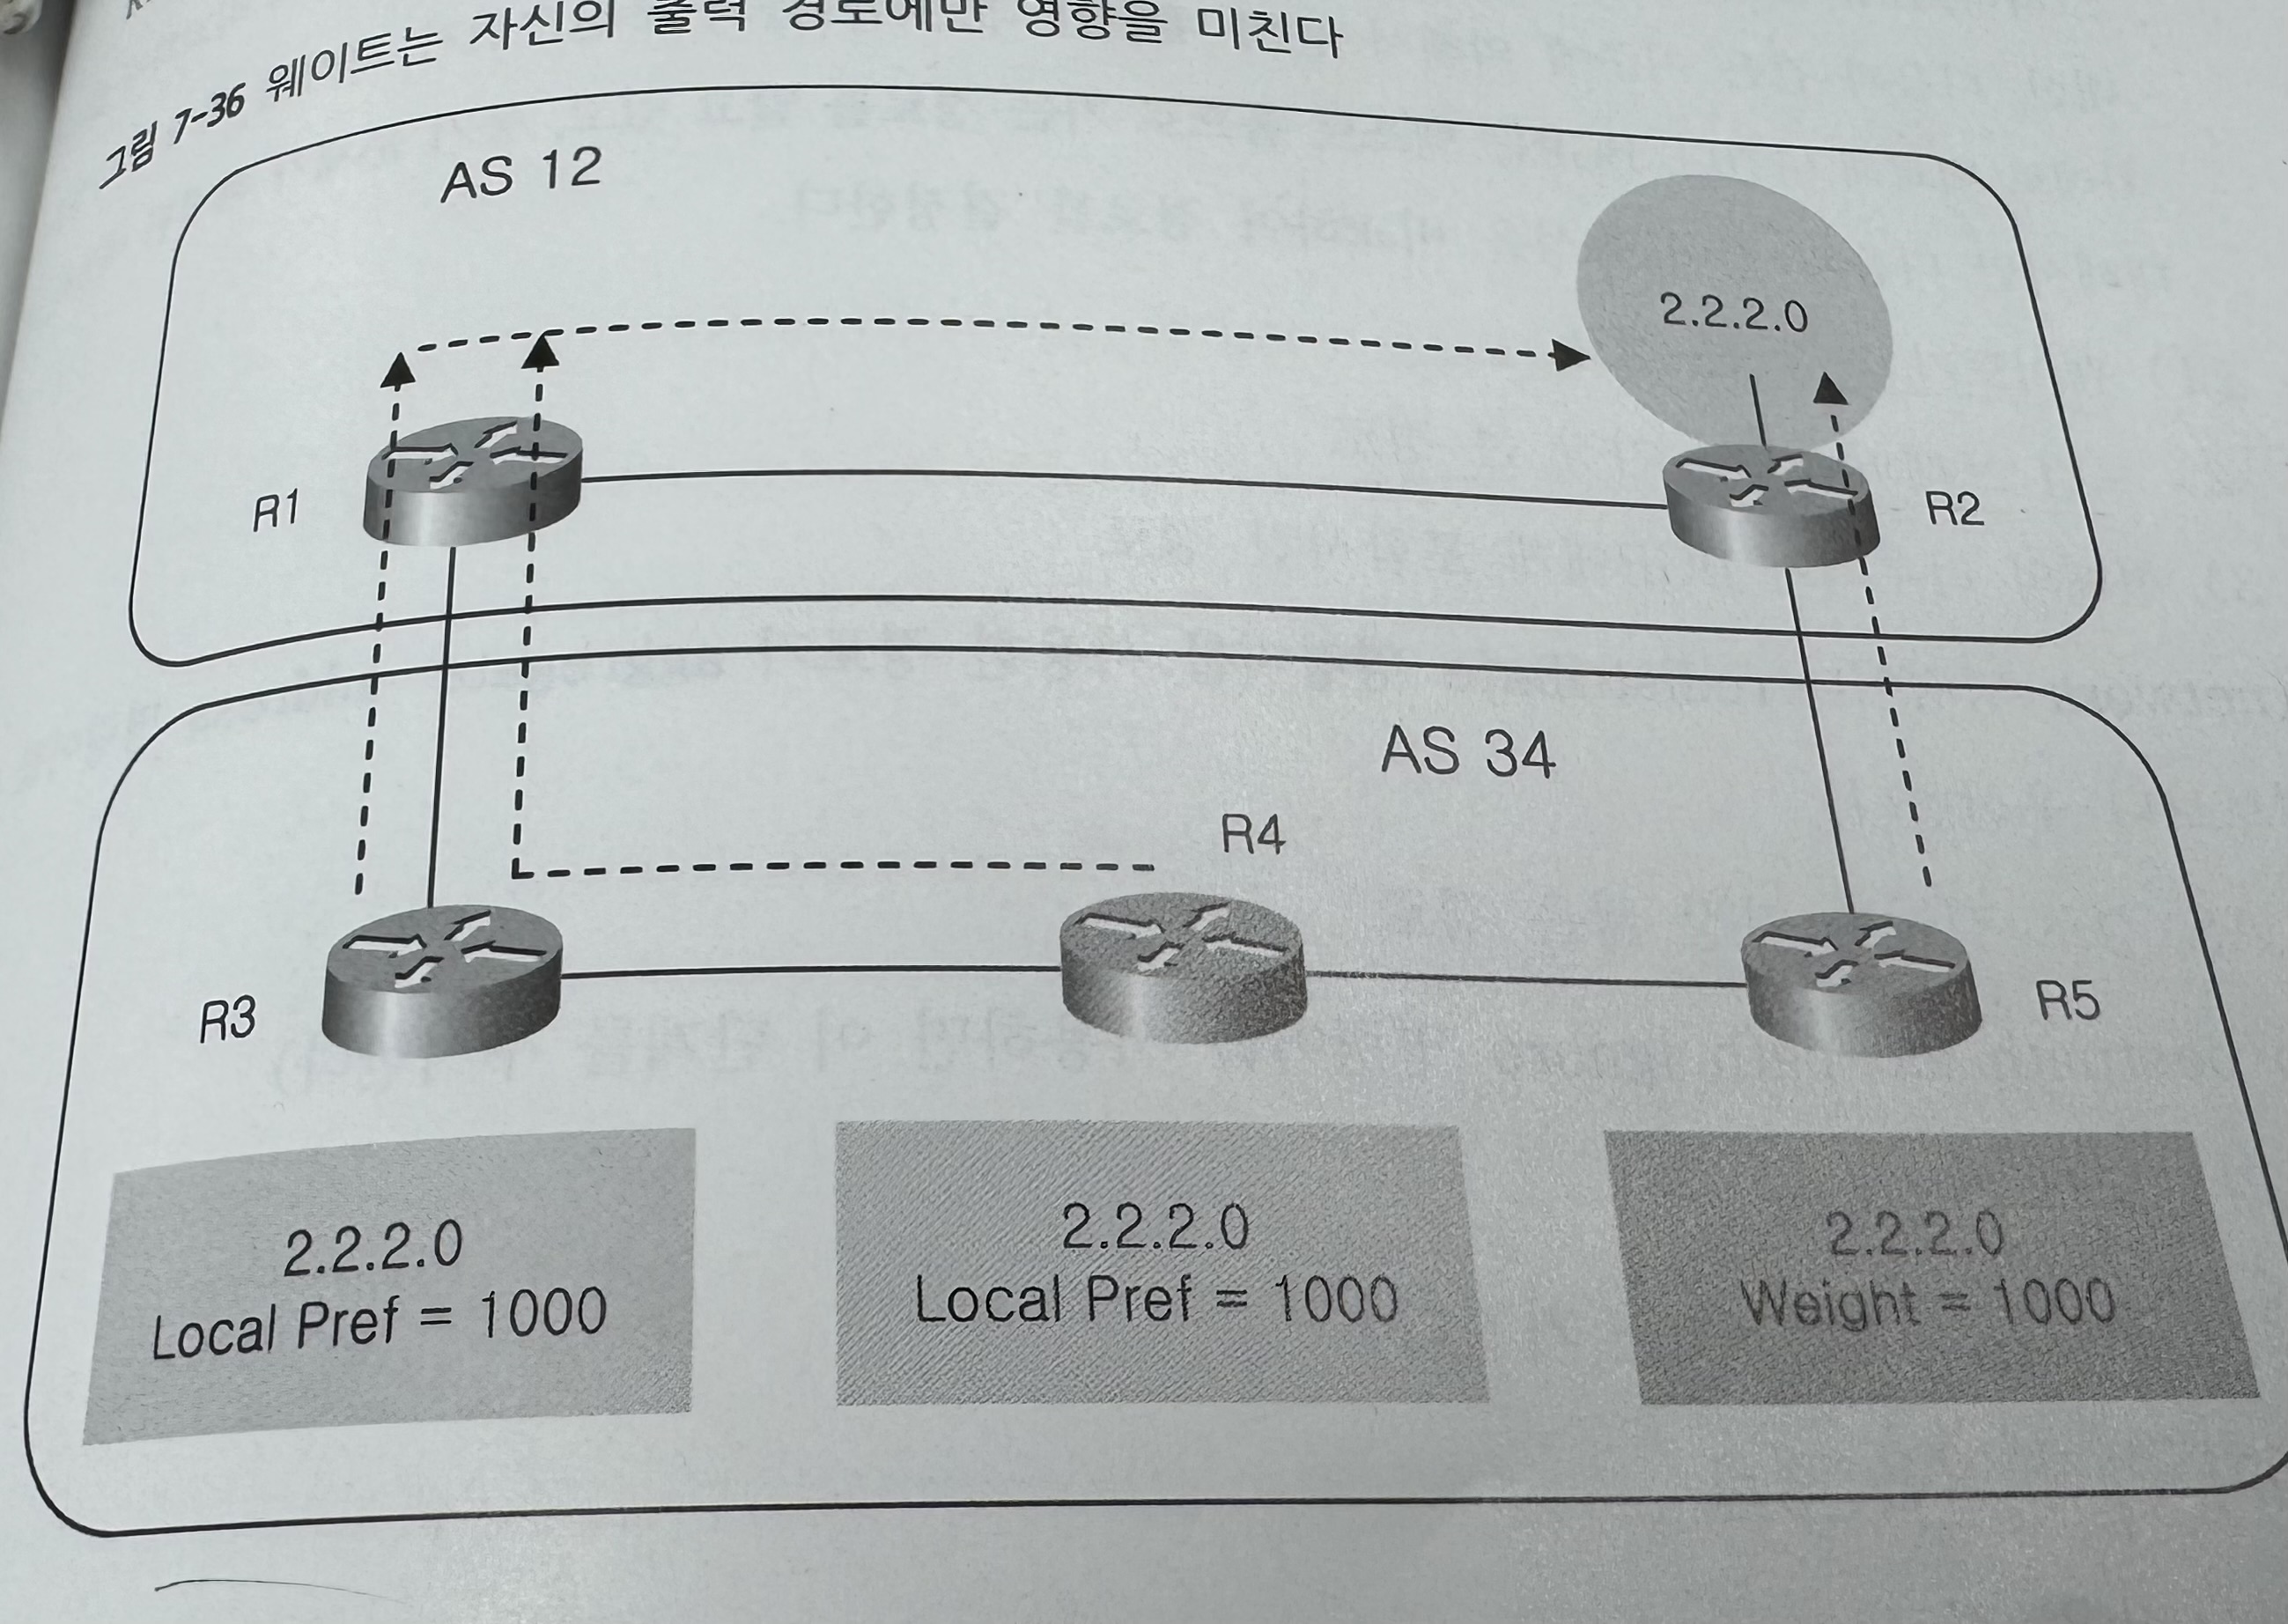 그림 7-36 웨이트는 자신의 출력 경로에만 영향을 미친다
AS 12
2.2.2.0
R1
R2
AS 34
R4
R3
R5
2.2.2.0
Local Pref = 1000
2.2.2.0
Local Pref = 1000
2.2.2.0
Weight = 1000